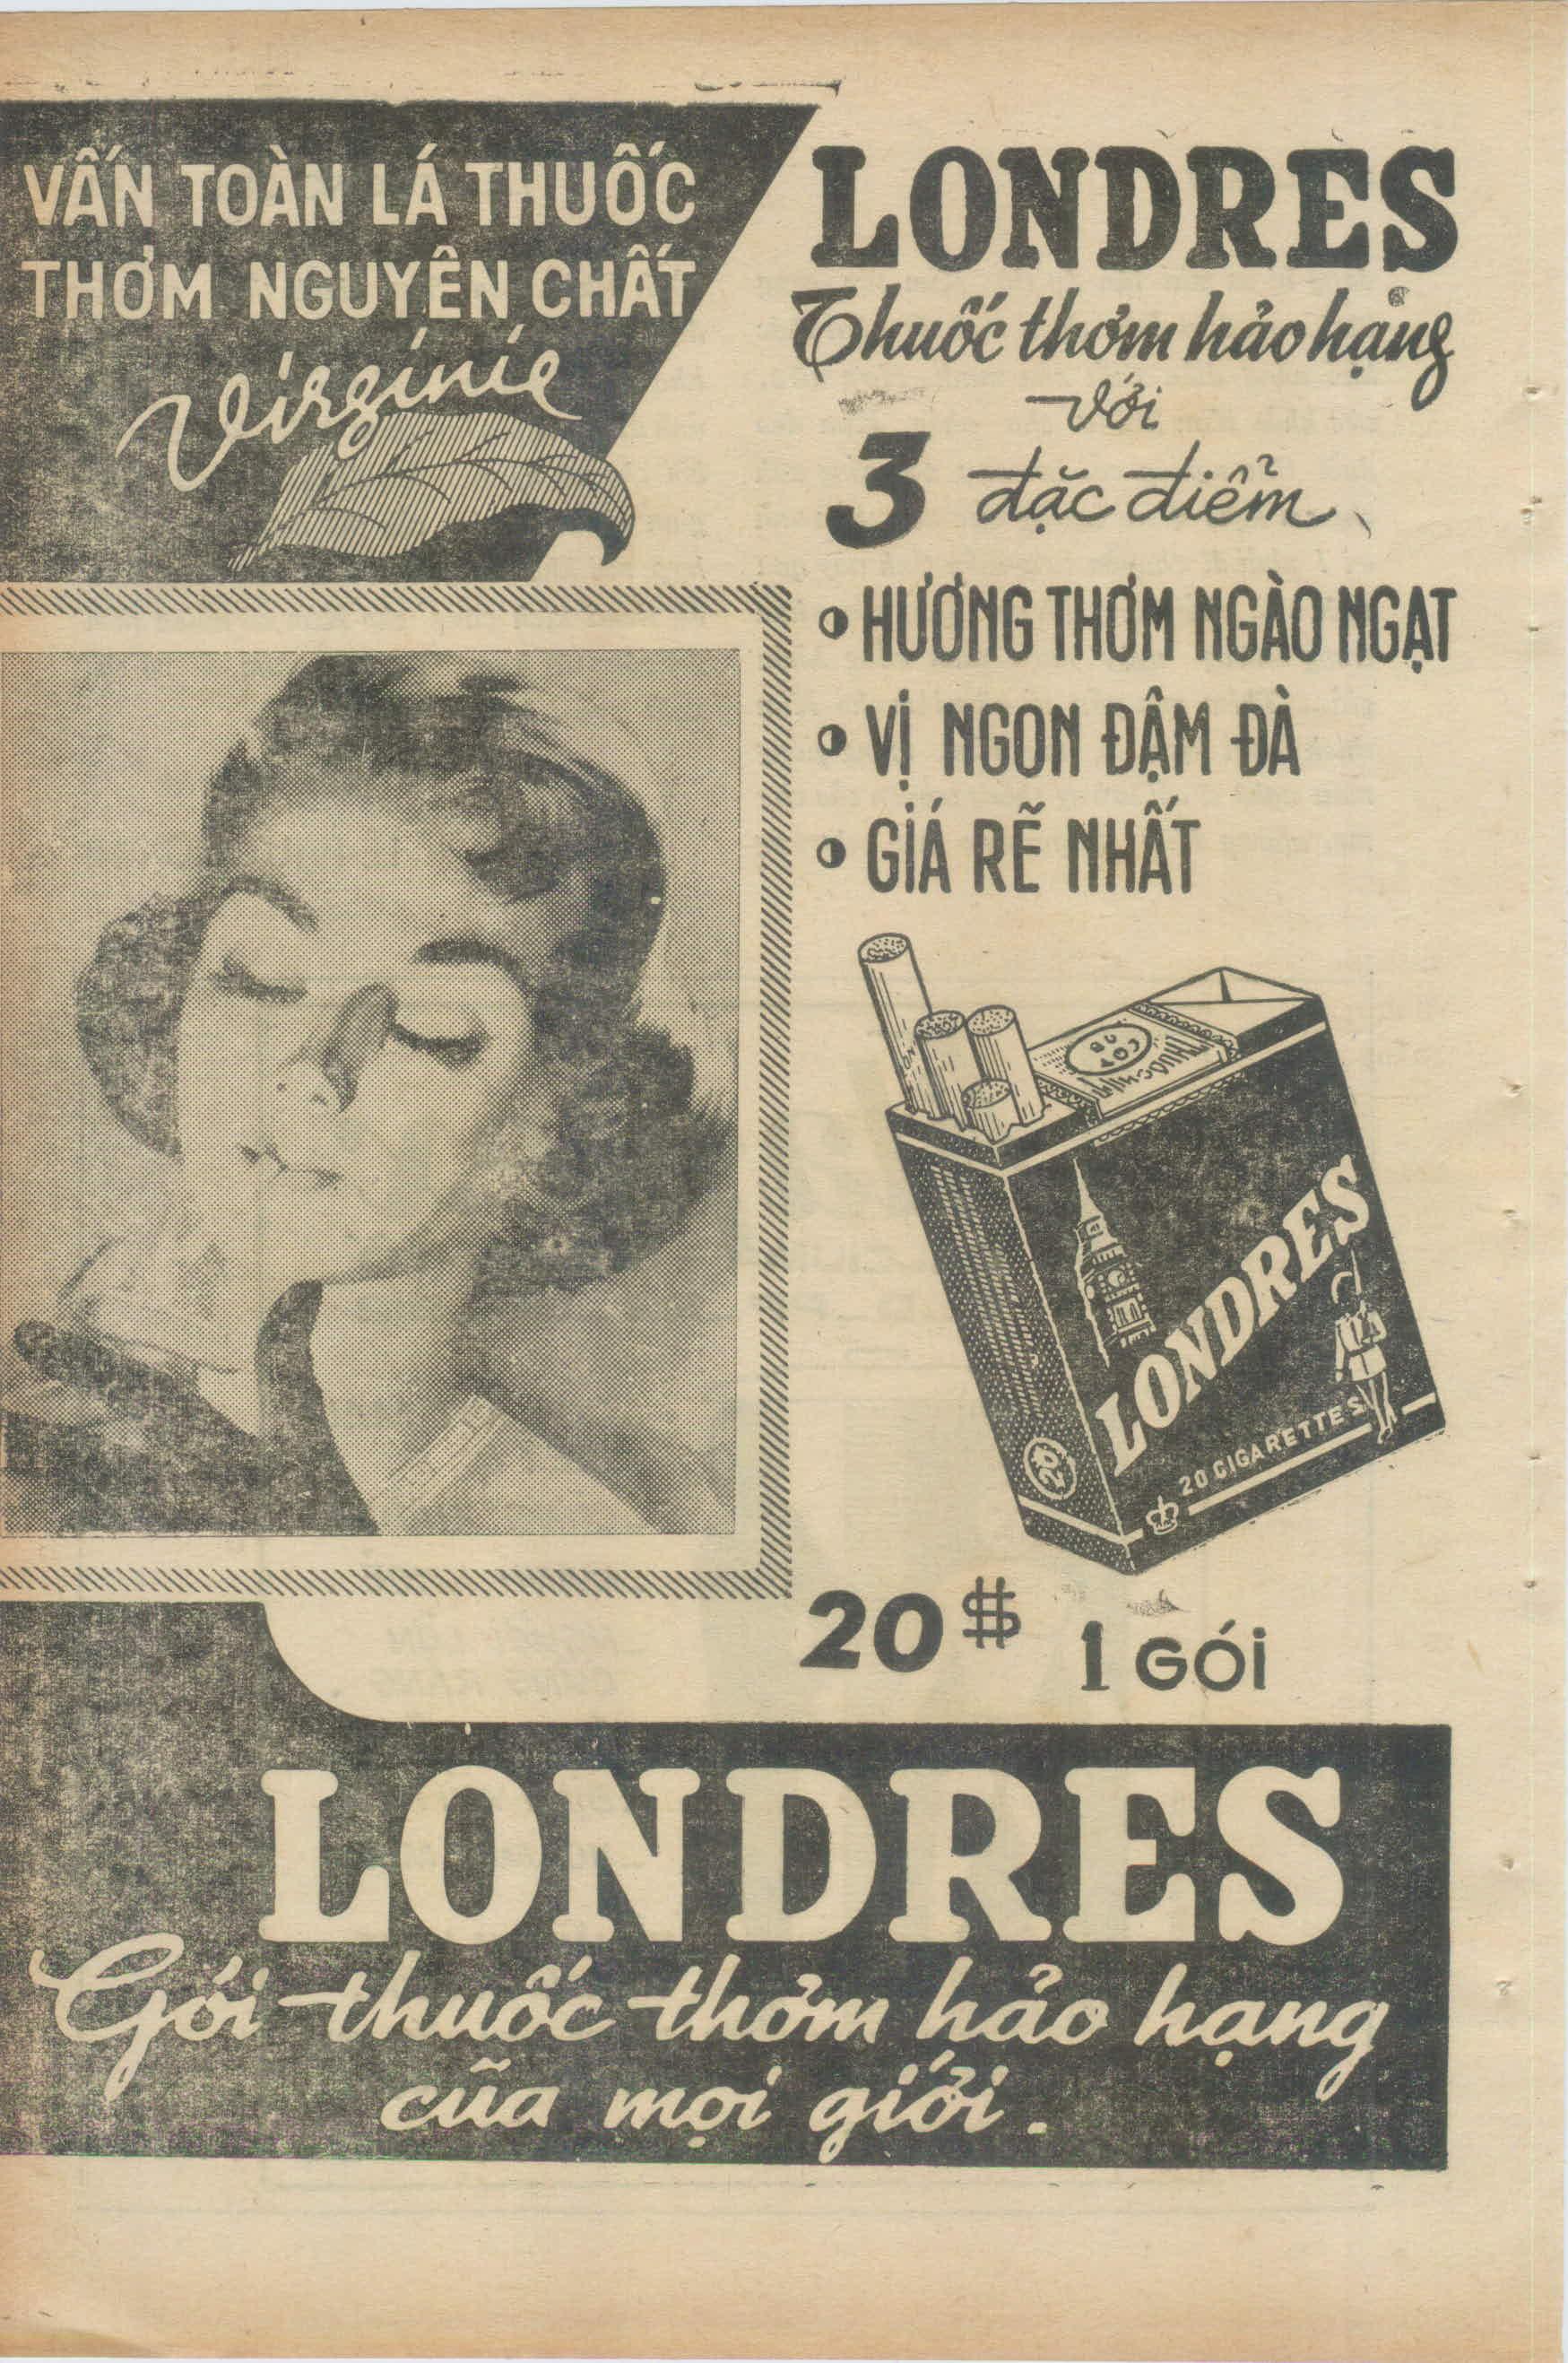 VẤN TOÀN LÁ THUỐC
THƠM NGUYÊN CHẤT
Virginie
LONDRES
Thuốc thơm hảo hạng
với
3 đặc điểm
HƯƠNG THƠM NGÀO NGẠT
VỊ NGON ĐẬM ĐÀ
GIÁ RẼ NHẤT
LONDRES
20 CIGARETTES
20$ 1 GÓI
LONDRES
Gói thuốc thơm hảo hạng
cũa mọi giới.